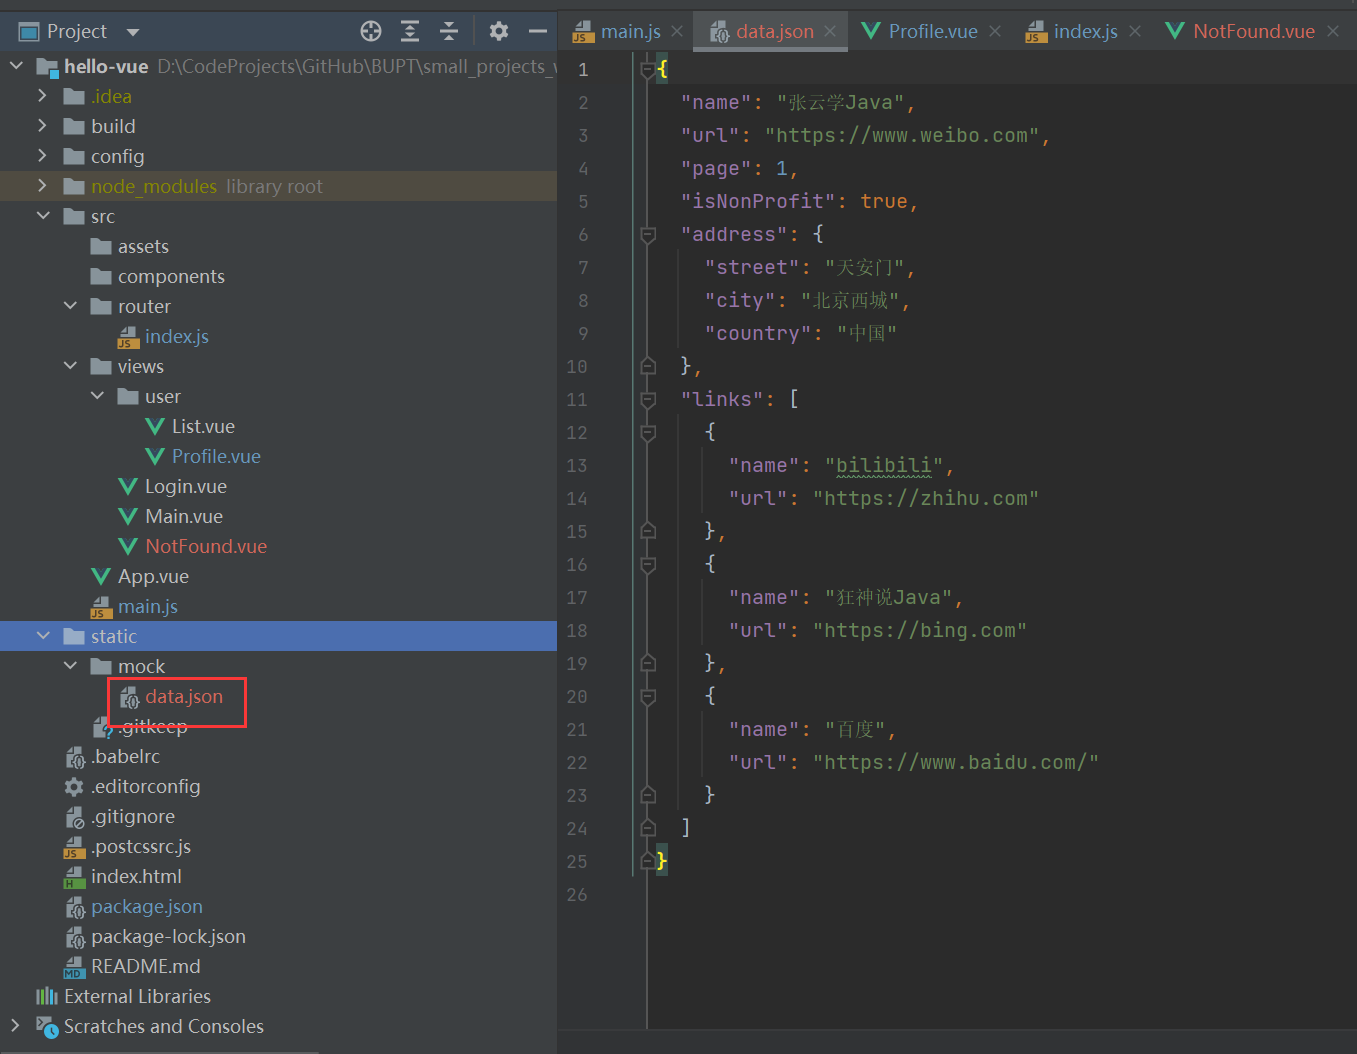 Project
hello-vue D:\CodeProjects\GitHub\BUPT\small_projects_
.idea
build
config
node_modules library root
src
assets
components
router
index.js
views
user
List.vue
Profile.vue
Login.vue
Main.vue
NotFound.vue
App.vue
main.js
static
mock
data.json
.gitkeep
.babelrc
.editorconfig
.gitignore
.postcssrc.js
index.html
package.json
package-lock.json
README.md
External Libraries
Scratches and Consoles
main.js data.json Profile.vue index.js NotFound.vue
1 {
2 "name": "张云学Java",
3 "url": "https://www.weibo.com",
4 "page": 1,
5 "isNonProfit": true,
6 "address": {
7 "street": "天安门",
8 "city": "北京西城",
9 "country": "中国"
10 },
11 "links": [
12 {
13 "name": "bilibili",
14 "url": "https://zhihu.com"
15 },
16 {
17 "name": "狂神说Java",
18 "url": "https://bing.com"
19 },
20 {
21 "name": "百度",
22 "url": "https://www.baidu.com/"
23 }
24 ]
25 }
26